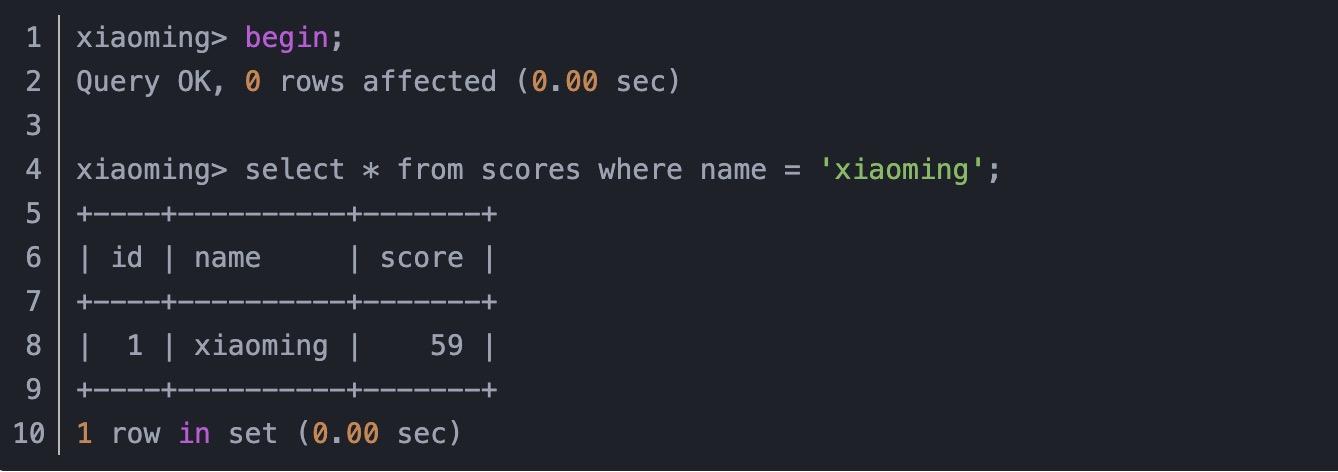 1 xiaoming> begin;
2 Query OK, 0 rows affected (0.00 sec)
3
4 xiaoming> select * from scores where name = 'xiaoming';
5 +----+----------+-------+
6 | id | name     | score |
7 +----+----------+-------+
8 |  1 | xiaoming |    59 |
9 +----+----------+-------+
10 1 row in set (0.00 sec)